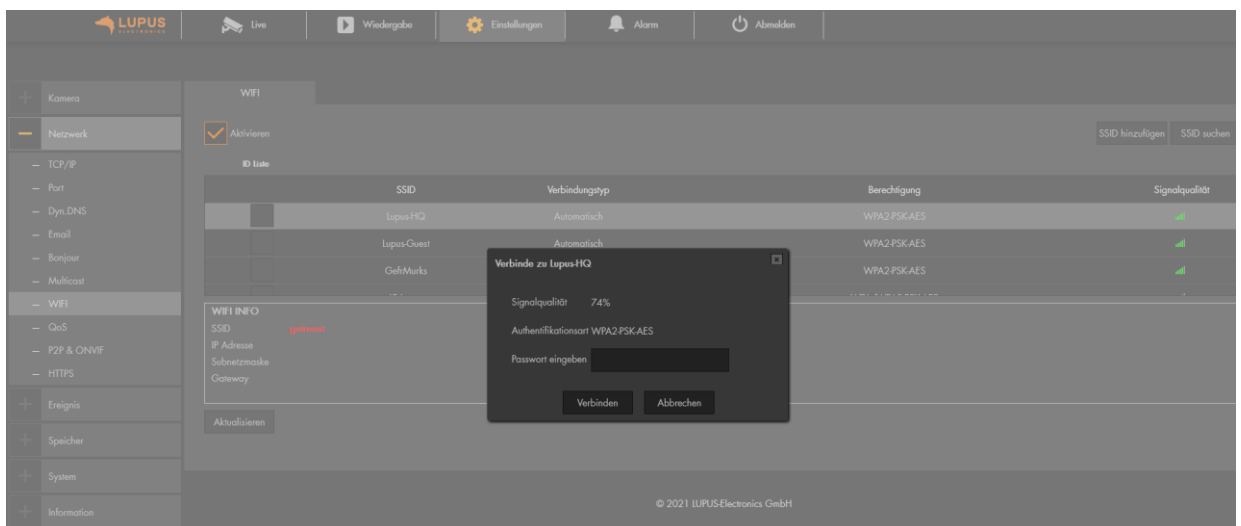 LUPUS
ELECTRONICS
Live
Wiedergabe
Einstellungen
Alarm
Abmelden
Kamera
Netzwerk
TCP/IP
Port
Dyn.DNS
Email
Bonjour
Multicast
WIFI
QoS
P2P & ONVIF
HTTPS
Ereignis
Speicher
System
Information
WIFI
Aktivieren
SSID hinzufügen SSID suchen
ID Liste
SSID Verbindungstyp Berechtigung Signalqualität
Lupus-HQ Automatisch WPA2-PSK-AES
Lupus-Guest Automatisch WPA2-PSK-AES
GehrMurks WPA2-PSK-AES
WIFI INFO
SSID getrennt
IP Adresse
Subnetzmaske
Gateway
Aktualisieren
Verbinde zu Lupus-HQ
Signalqualität 74%
Authentifikationsart WPA2-PSK-AES
Passwort eingeben
Verbinden Abbrechen
© 2021 LUPUS-Electronics GmbH